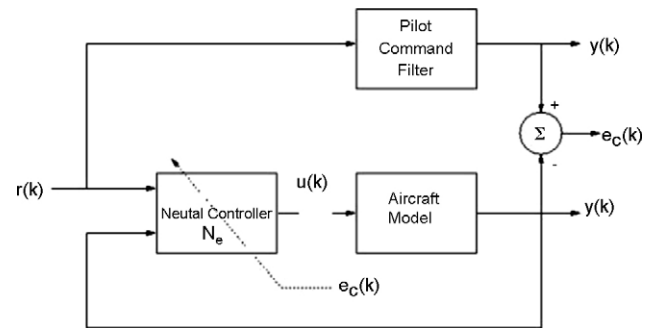 Pilot
Command
Filter
y(k)
+
Σ
e_c(k)
-
r(k)
u(k)
Neutal Controller
N_e
Aircraft
Model
y(k)
e_c(k)